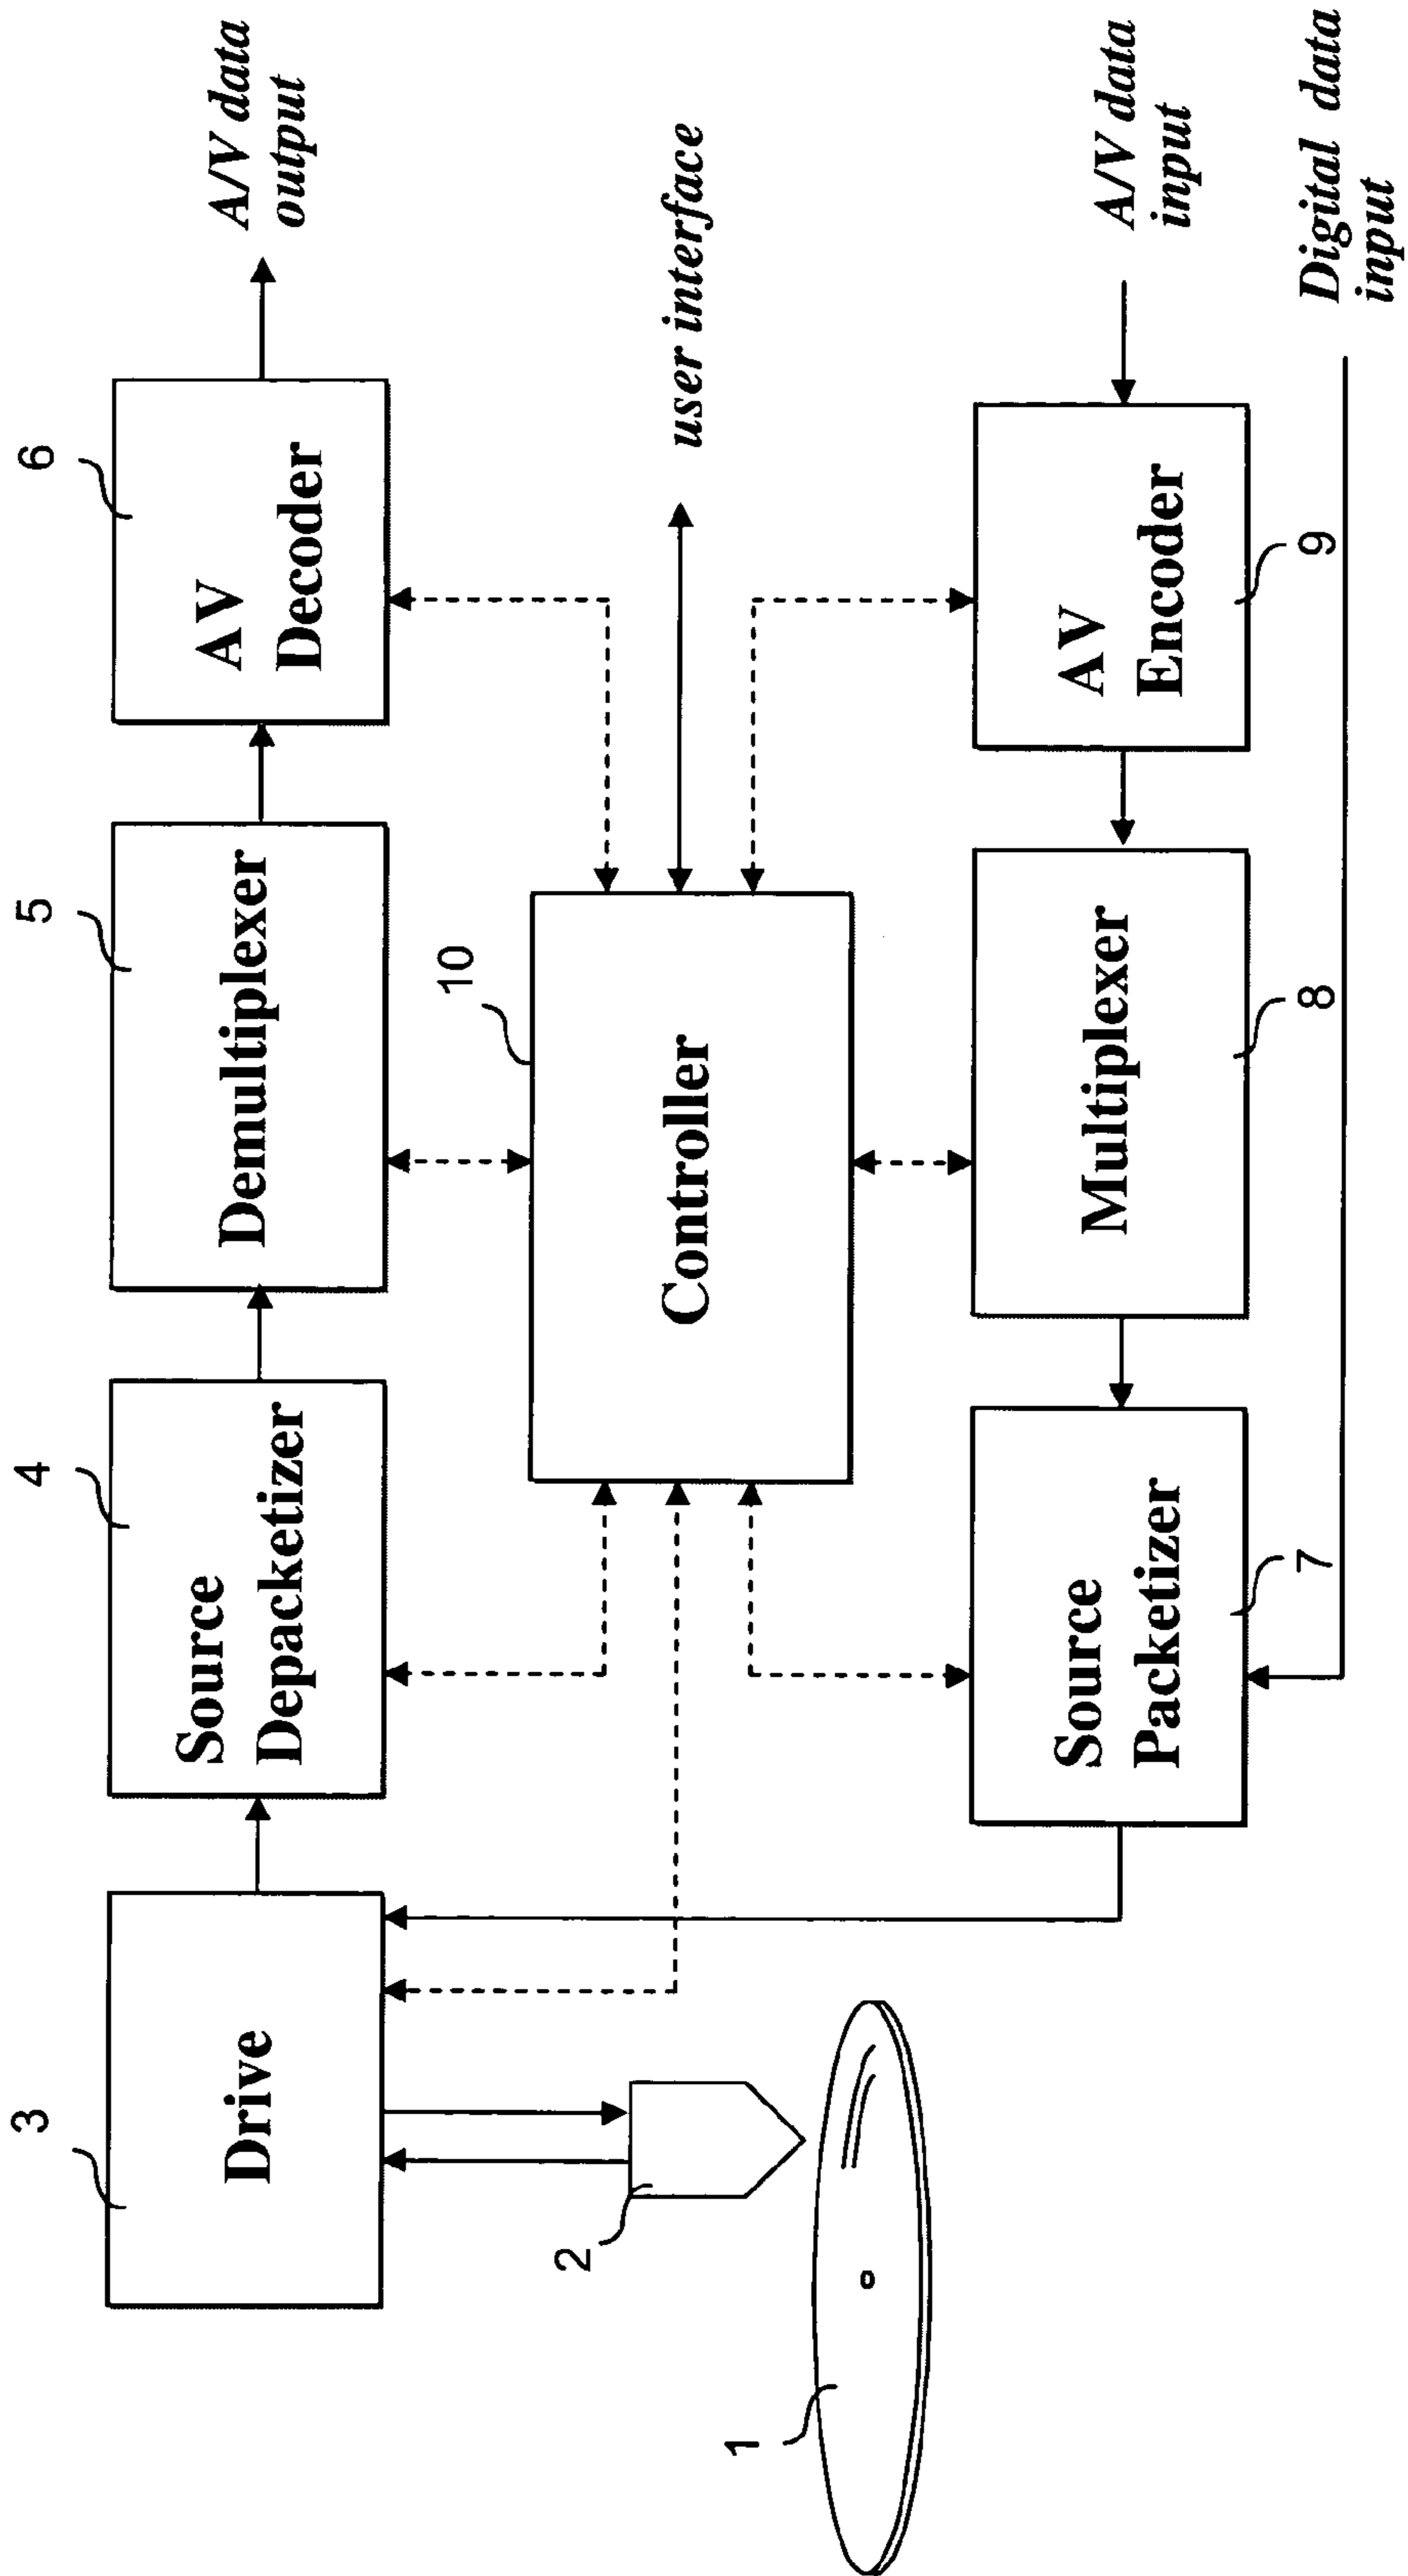 3
Drive
4
Source
Depacketizer
5
Demultiplexer
6
AV
Decoder
A/V data
output
10
Controller
user interface
2
1
Source
Packetizer
7
Multiplexer
8
AV
Encoder
9
A/V data
input
Digital data
input